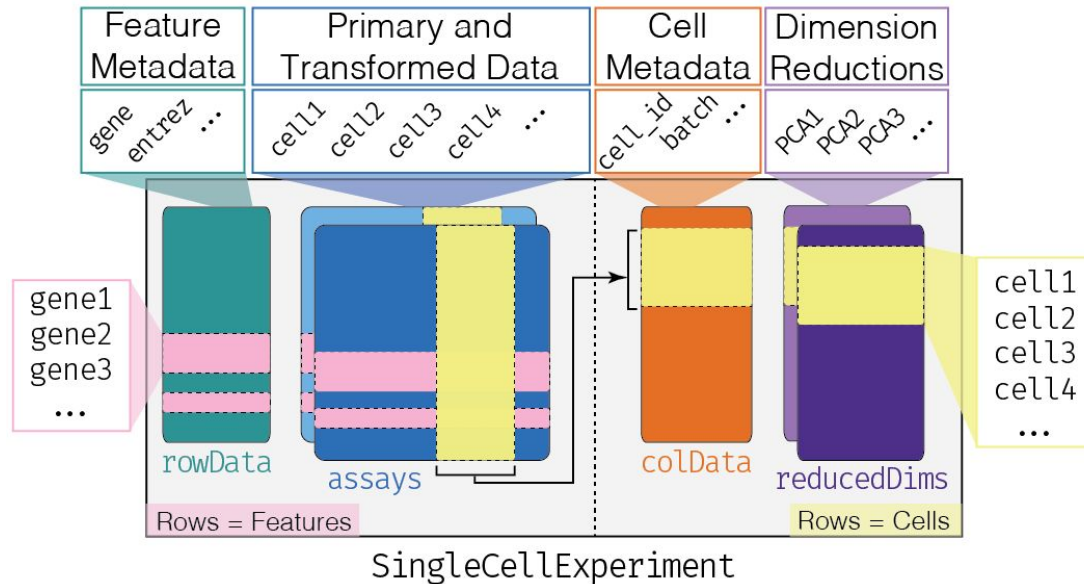 Feature
Metadata
Primary and
Transformed Data
Cell
Metadata
Dimension
Reductions
gene
entrez
...
cell1
cell2
cell3
cell4
...
cell_id
batch
...
PCA1
PCA2
PCA3
...
gene1
gene2
gene3
...
cell1
cell2
cell3
cell4
...
rowData
assays
colData
reducedDims
Rows = Features
Rows = Cells
SingleCellExperiment